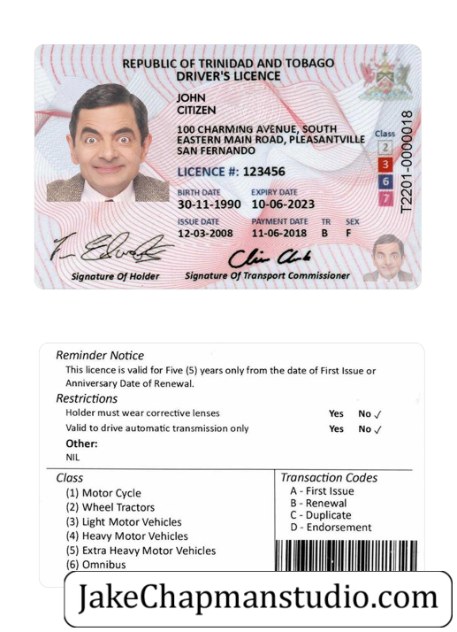 REPUBLIC OF TRINIDAD AND TOBAGO
DRIVER'S LICENCE
JOHN
CITIZEN
100 CHARMING AVENUE, SOUTH
EASTERN MAIN ROAD, PLEASANTVILLE
SAN FERNANDO
LICENCE #: 123456
BIRTH DATE EXPIRY DATE
30-11-1990 10-06-2023
ISSUE DATE PAYMENT DATE TR SEX
12-03-2008 11-06-2018 B F
Signature Of Holder Signature Of Transport Commissioner
Class
2
3
6
7
T2201-0000018
Reminder Notice
This licence is valid for Five (5) years only from the date of First Issue or
Anniversary Date of Renewal.
Restrictions
Holder must wear corrective lenses Yes No ✓
Valid to drive automatic transmission only Yes No ✓
Other:
NIL
Class
(1) Motor Cycle
(2) Wheel Tractors
(3) Light Motor Vehicles
(4) Heavy Motor Vehicles
(5) Extra Heavy Motor Vehicles
(6) Omnibus
Transaction Codes
A - First Issue
B - Renewal
C - Duplicate
D - Endorsement
JakeChapmanstudio.com